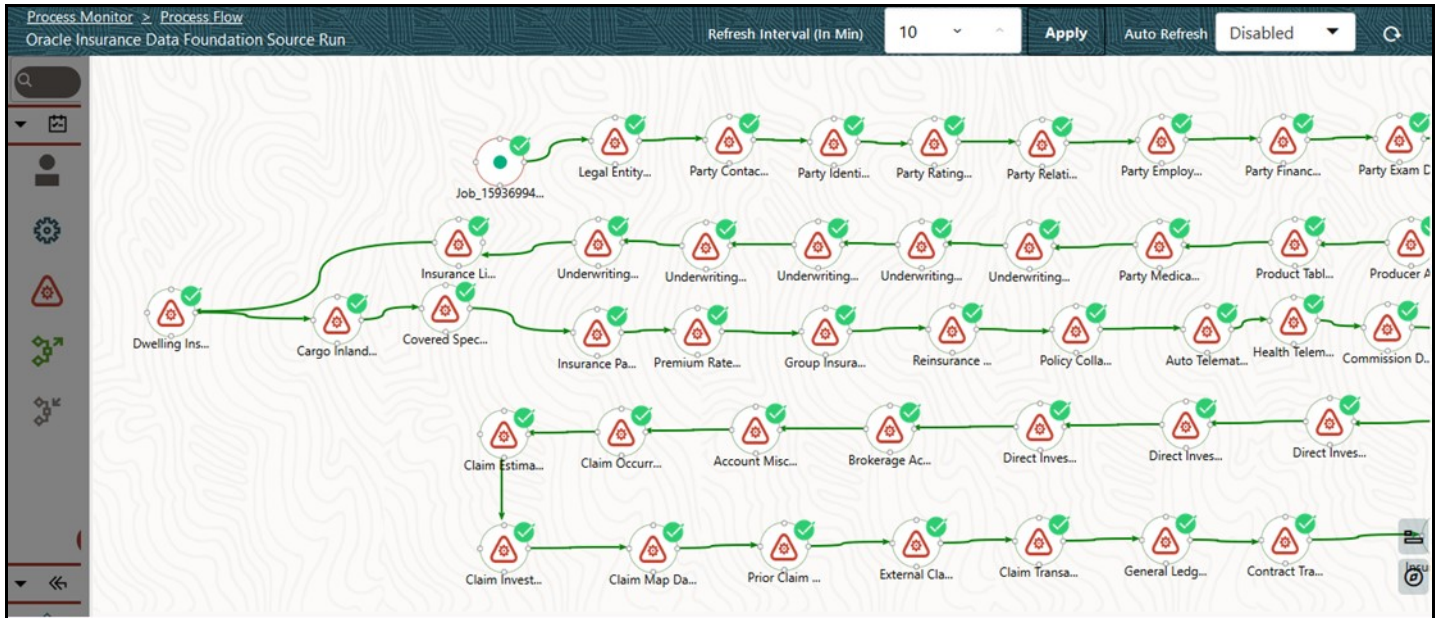 Process Monitor > Process Flow
Oracle Insurance Data Foundation Source Run
Refresh Interval (In Min) 10 Apply Auto Refresh Disabled
Legal Entity... Party Contac... Party Identi... Party Rating... Party Relati... Party Employ... Party Financ... Party Exam D
Job_15936994...
Insurance Li... Underwriting... Underwriting... Underwriting... Underwriting... Underwriting... Party Medica... Product Tabl... Producer A
Dwelling Ins... Cargo Inland... Covered Spec... Insurance Pa... Premium Rate... Group Insura... Reinsurance ... Policy Colla... Auto Telemat... Health Telem... Commission D...
Claim Estima... Claim Occurr... Account Misc... Brokerage Ac... Direct Inves... Direct Inves... Direct Inves...
Claim Invest... Claim Map Da... Prior Claim ... External Cla... Claim Transa... General Ledg... Contract Tra... Insu